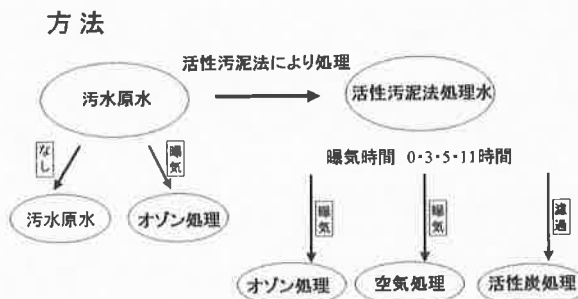 方法
活性汚泥法により処理
汚水原水
活性汚泥法処理水
なし
曝気
曝気時間 0・3・5・11時間
汚水原水
オゾン処理
曝気
曝気
濾過
オゾン処理
空気処理
活性炭処理